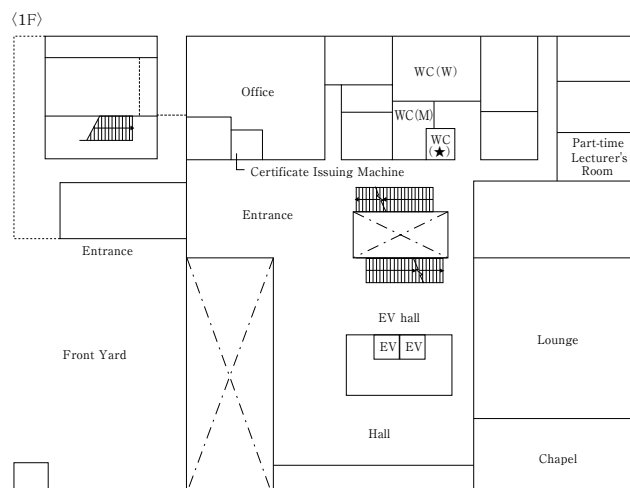 〈1F〉
WC(W)
Office
WC(M)
WC
(★)
Part-time
Lecturer's
Room
Certificate Issuing Machine
Entrance
Entrance
EV hall
EV EV
Lounge
Front Yard
Hall
Chapel